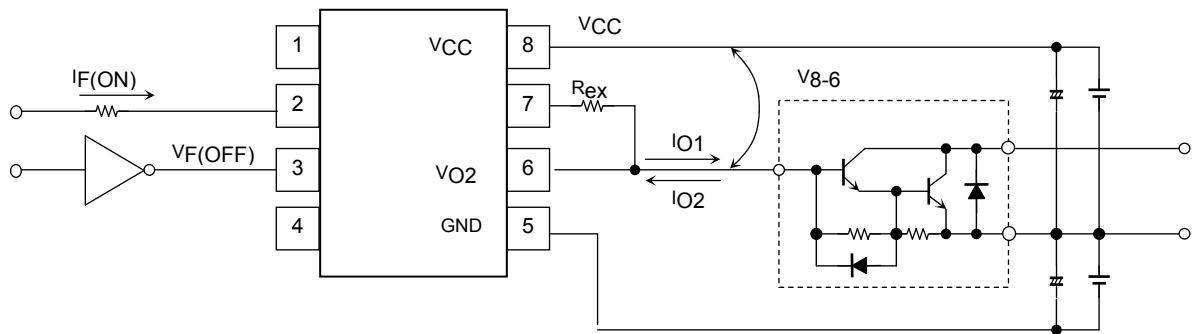 VCC
1
VCC
8
V8-6
IF(ON)
Rex
2
7
VF(OFF)
IO1
3
VO2
6
IO2
4
GND
5